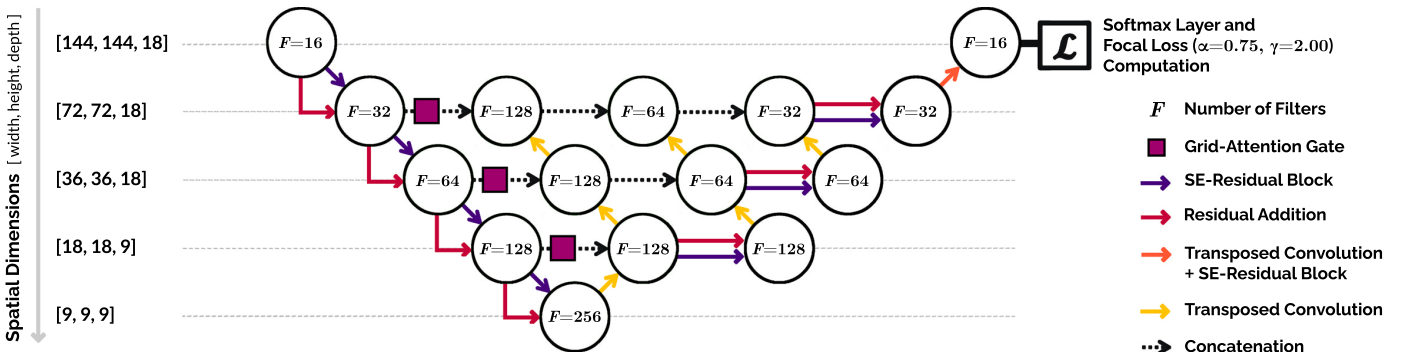 Spatial Dimensions [ width, height, depth ]
[144, 144, 18]
F=16
F=16
ℒ
Softmax Layer and
Focal Loss (α=0.75, γ=2.00)
Computation
[72, 72, 18]
F=32
F=128
F=64
F=32
F=32
[36, 36, 18]
F=64
F=128
F=64
F=64
[18, 18, 9]
F=128
F=128
F=128
[9, 9, 9]
F=256
F Number of Filters
Grid-Attention Gate
SE-Residual Block
Residual Addition
Transposed Convolution
+ SE-Residual Block
Transposed Convolution
Concatenation